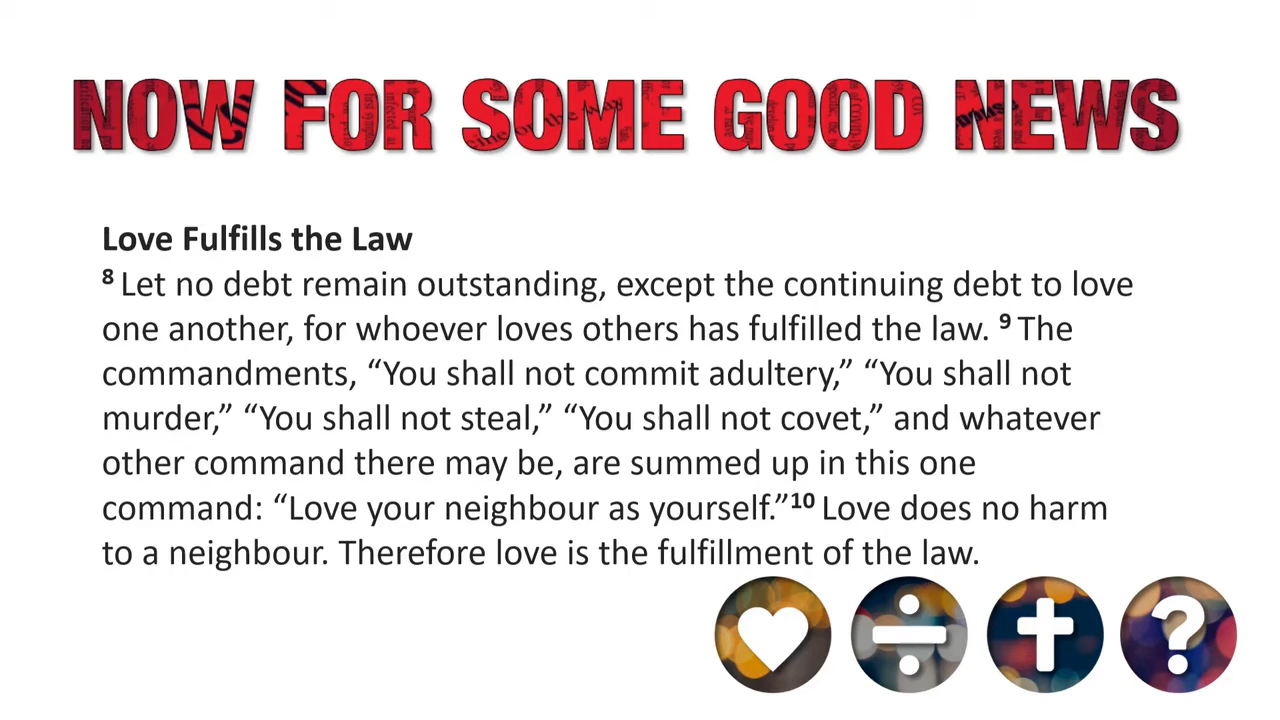 NOW FOR SOME GOOD NEWS
Love Fulfills the Law
⁸ Let no debt remain outstanding, except the continuing debt to love
one another, for whoever loves others has fulfilled the law. ⁹ The
commandments, “You shall not commit adultery,” “You shall not
murder,” “You shall not steal,” “You shall not covet,” and whatever
other command there may be, are summed up in this one
command: “Love your neighbour as yourself.”¹⁰ Love does no harm
to a neighbour. Therefore love is the fulfillment of the law.